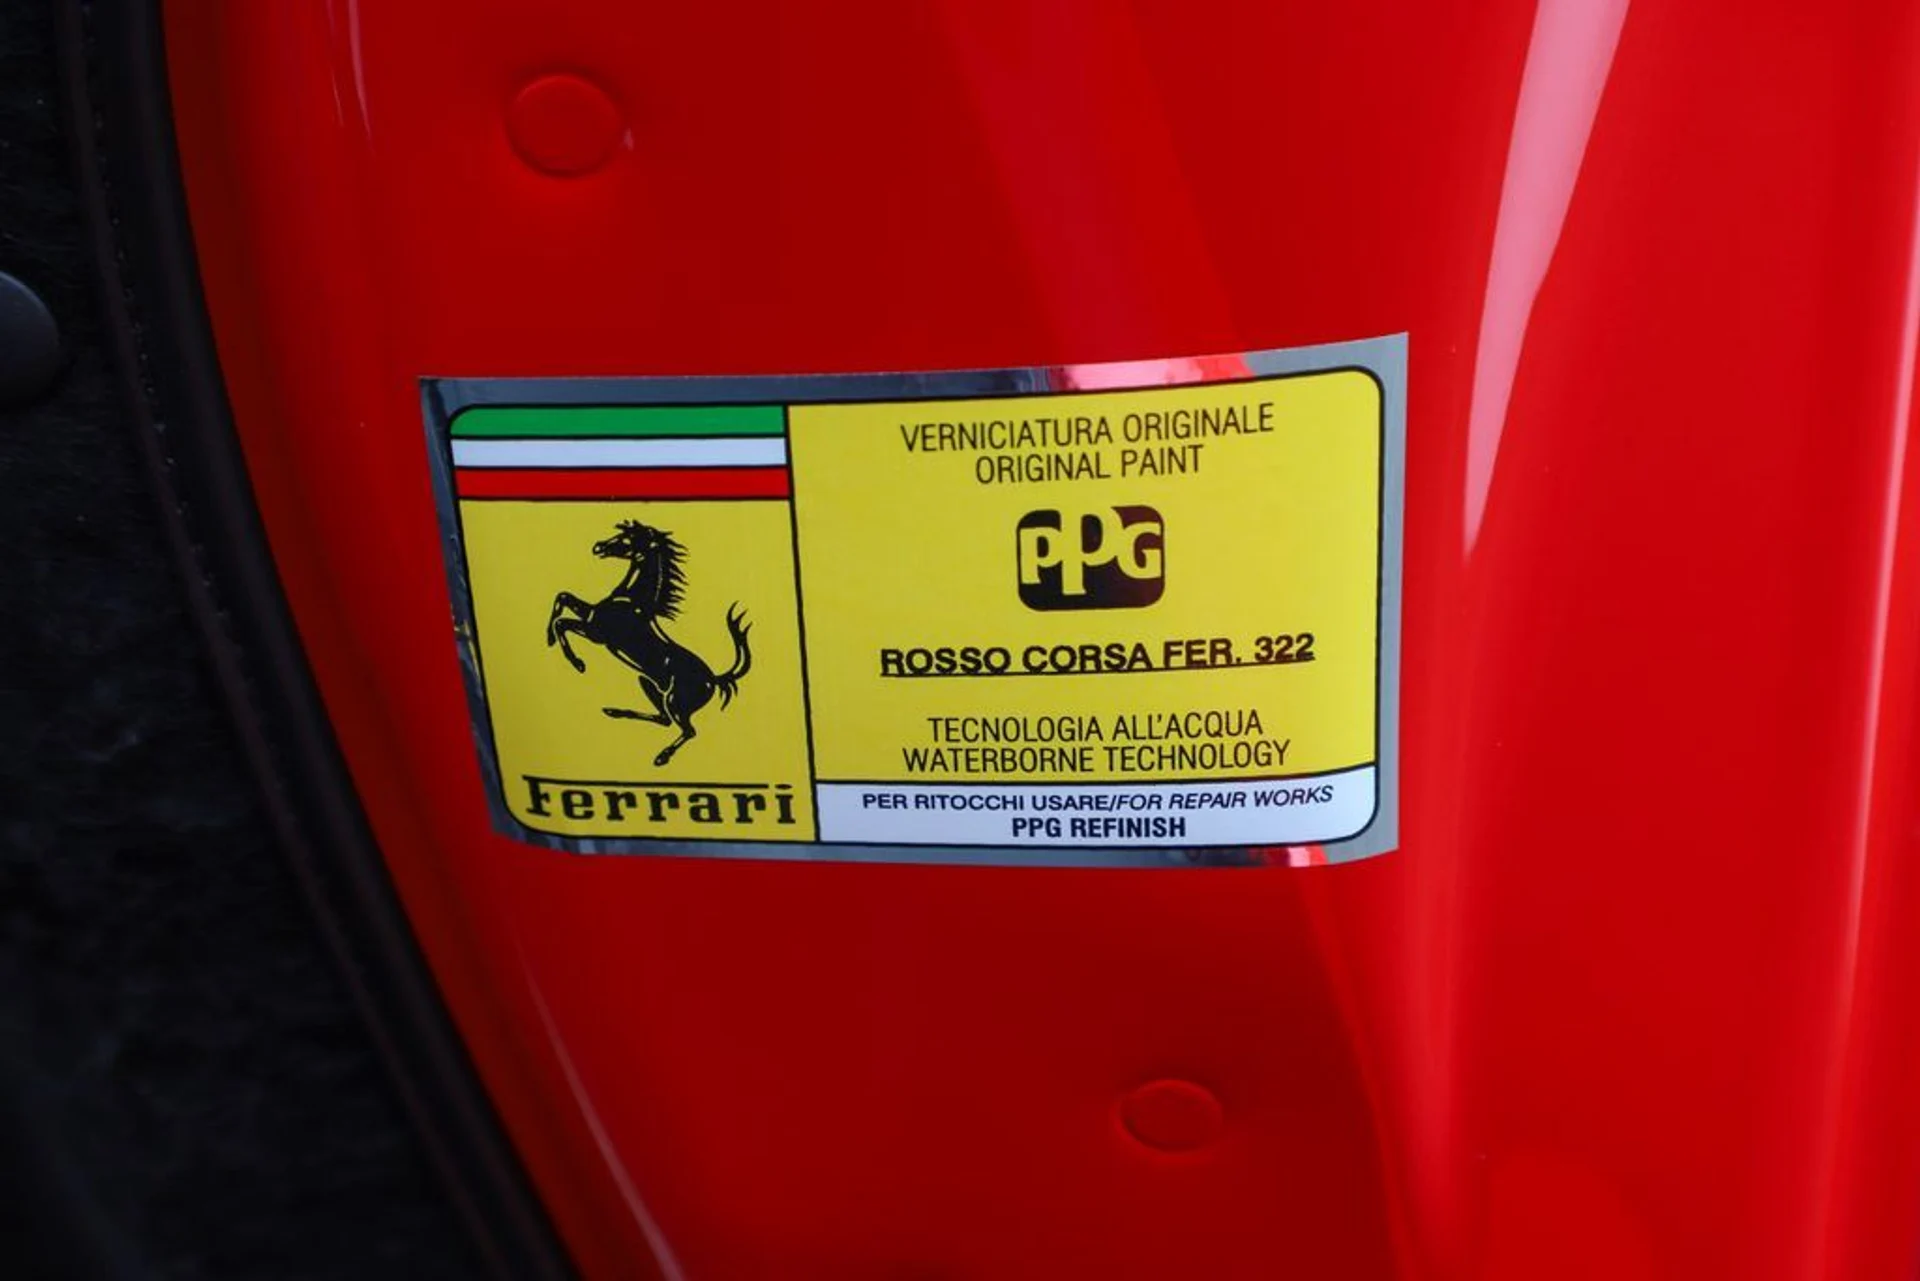 Ferrari
VERNICIATURA ORIGINALE
ORIGINAL PAINT
PPG
ROSSO CORSA FER. 322
TECNOLOGIA ALL'ACQUA
WATERBORNE TECHNOLOGY
PER RITOCCHI USARE/FOR REPAIR WORKS
PPG REFINISH